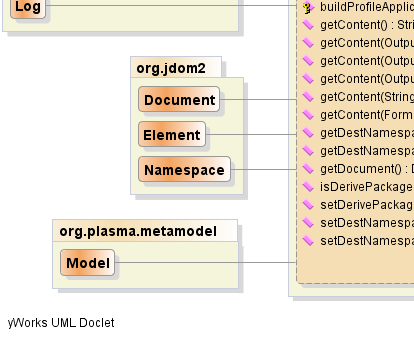 Log
buildProfileApplic
getContent() : Stri
getContent(Outpu
getContent(Outpu
getContent(Outpu
getContent(String
getContent(Form
getDestNamespa
getDestNamespa
getDocument() : D
isDerivePackage
setDerivePackag
setDestNamespa
setDestNamespa
org.jdom2
Document
Element
Namespace
org.plasma.metamodel
Model
yWorks UML Doclet